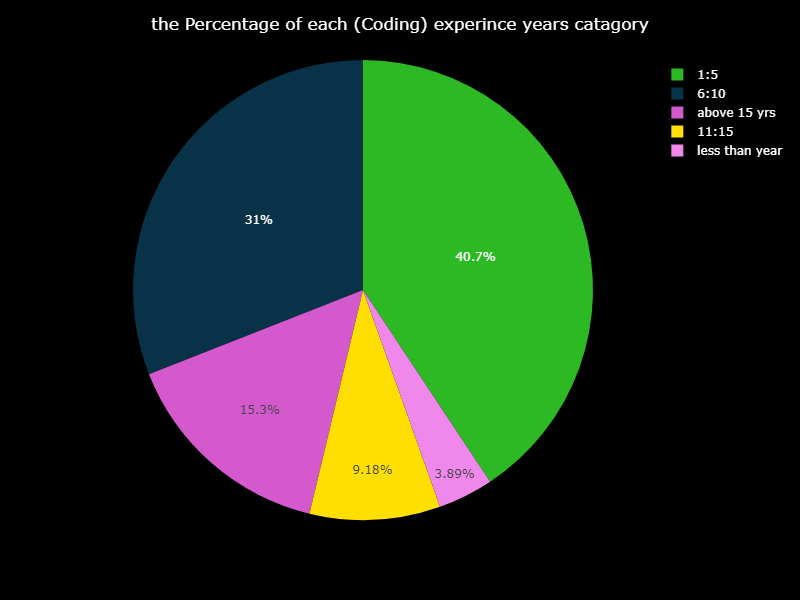 the Percentage of each (Coding) experince years catagory
1:5
6:10
above 15 yrs
11:15
less than year
31%
40.7%
15.3%
9.18%
3.89%